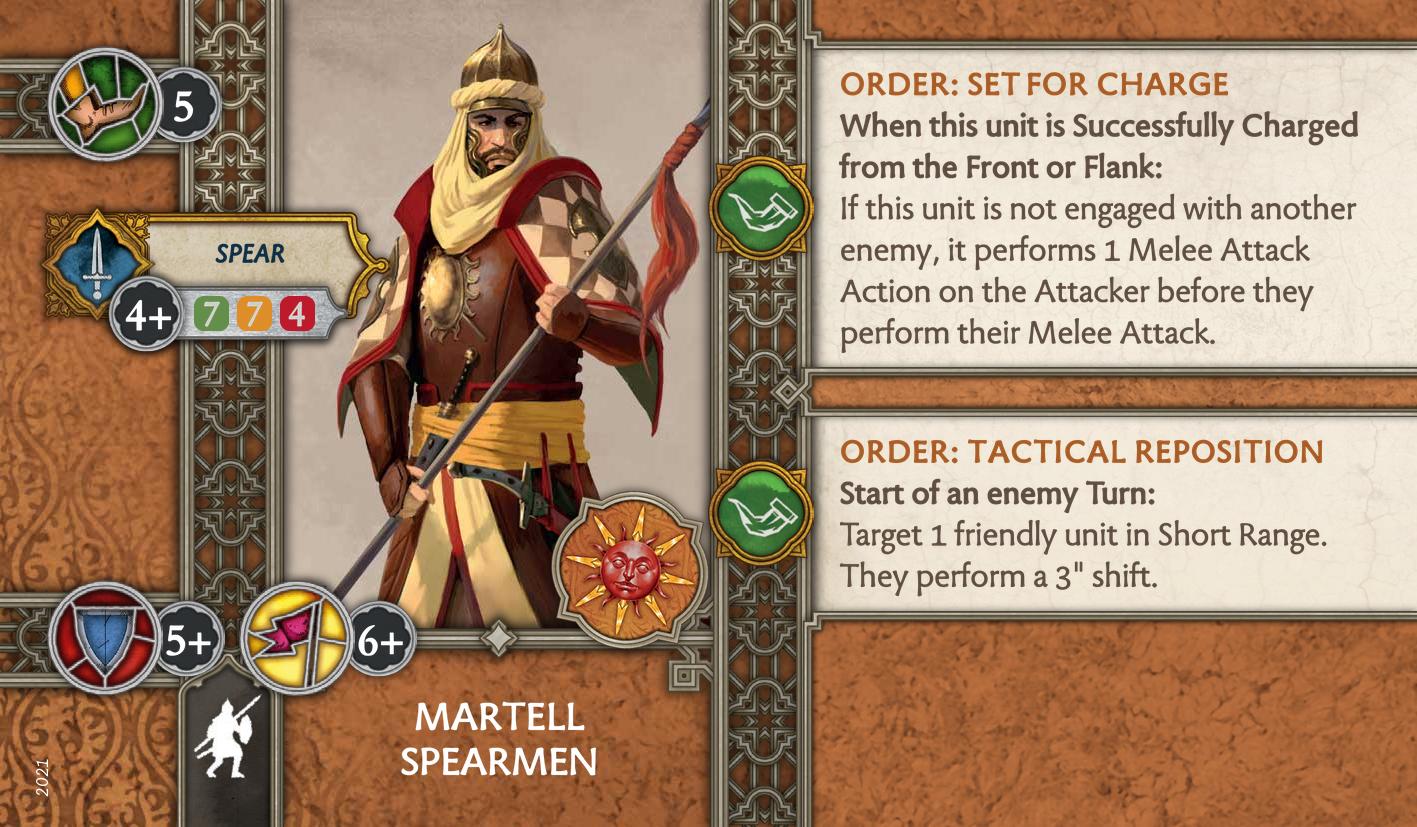 5
SPEAR
4+ 7 7 4
5+ 6+
MARTELL
SPEARMEN
2021
ORDER: SET FOR CHARGE
When this unit is Successfully Charged
from the Front or Flank:
If this unit is not engaged with another
enemy, it performs 1 Melee Attack
Action on the Attacker before they
perform their Melee Attack.
ORDER: TACTICAL REPOSITION
Start of an enemy Turn:
Target 1 friendly unit in Short Range.
They perform a 3" shift.